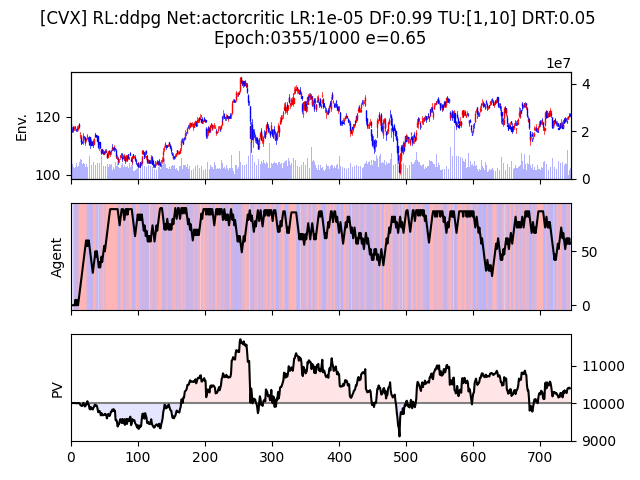 [CVX] RL:ddpg Net:actorcritic LR:1e-05 DF:0.99 TU:[1,10] DRT:0.05
Epoch:0355/1000 e=0.65
1e7
Env.
120
100
4
2
0
Agent
50
0
PV
11000
10000
9000
0 100 200 300 400 500 600 700